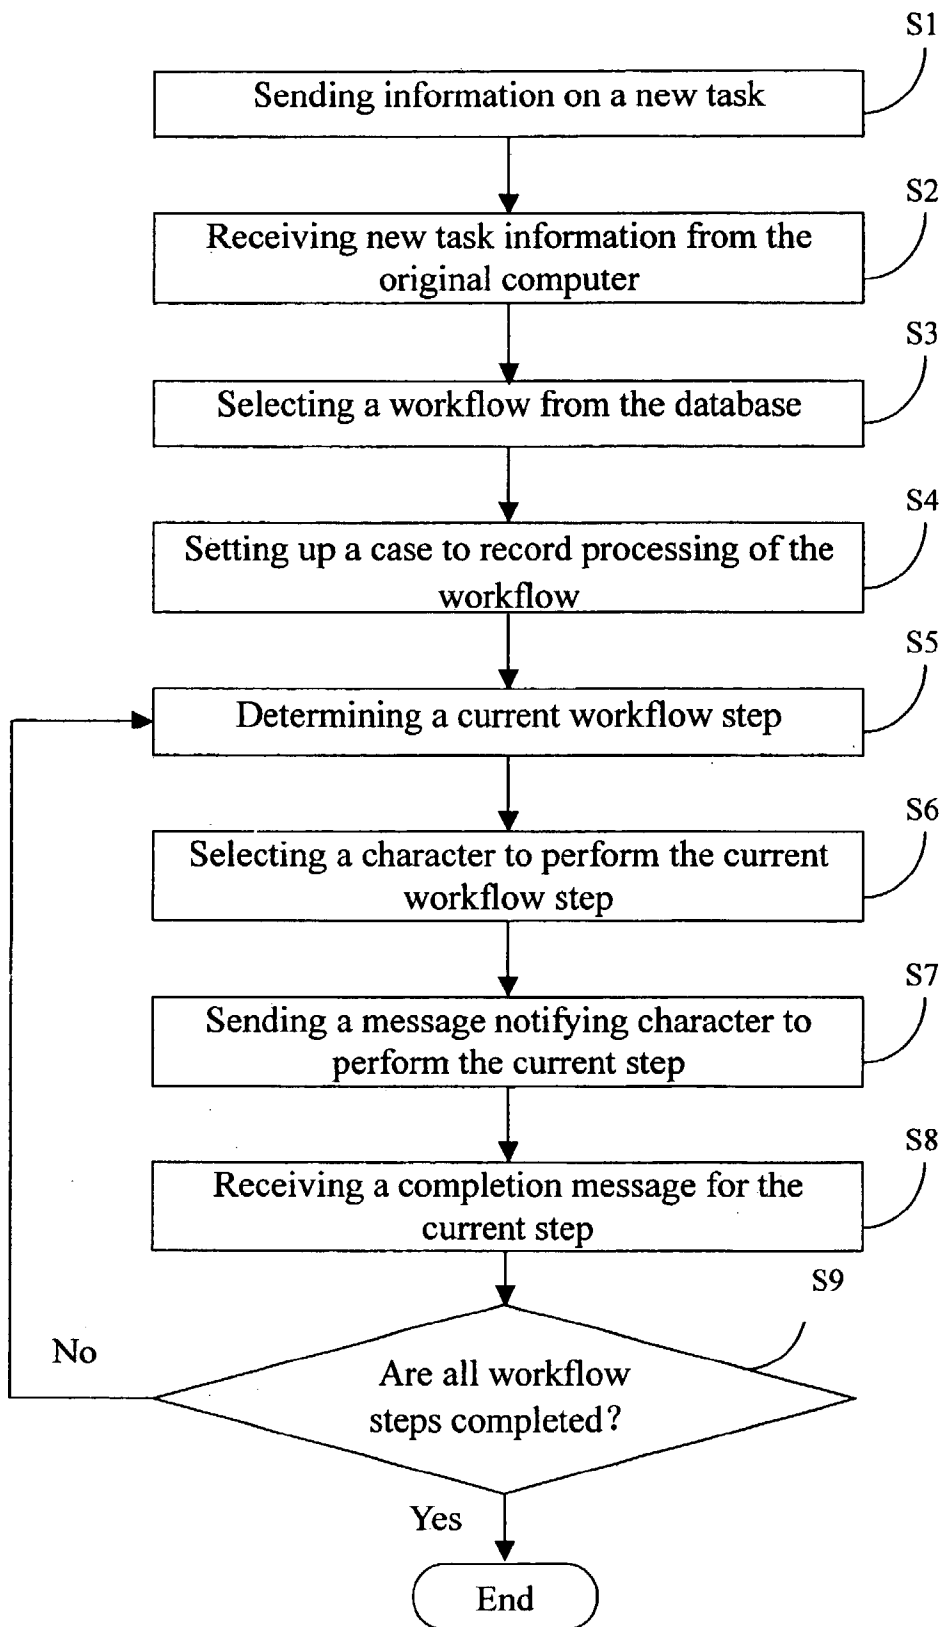 S1
Sending information on a new task
S2
Receiving new task information from the
original computer
S3
Selecting a workflow from the database
S4
Setting up a case to record processing of the
workflow
S5
Determining a current workflow step
S6
Selecting a character to perform the current
workflow step
S7
Sending a message notifying character to
perform the current step
S8
Receiving a completion message for the
current step
S9
No
Are all workflow
steps completed?
Yes
End